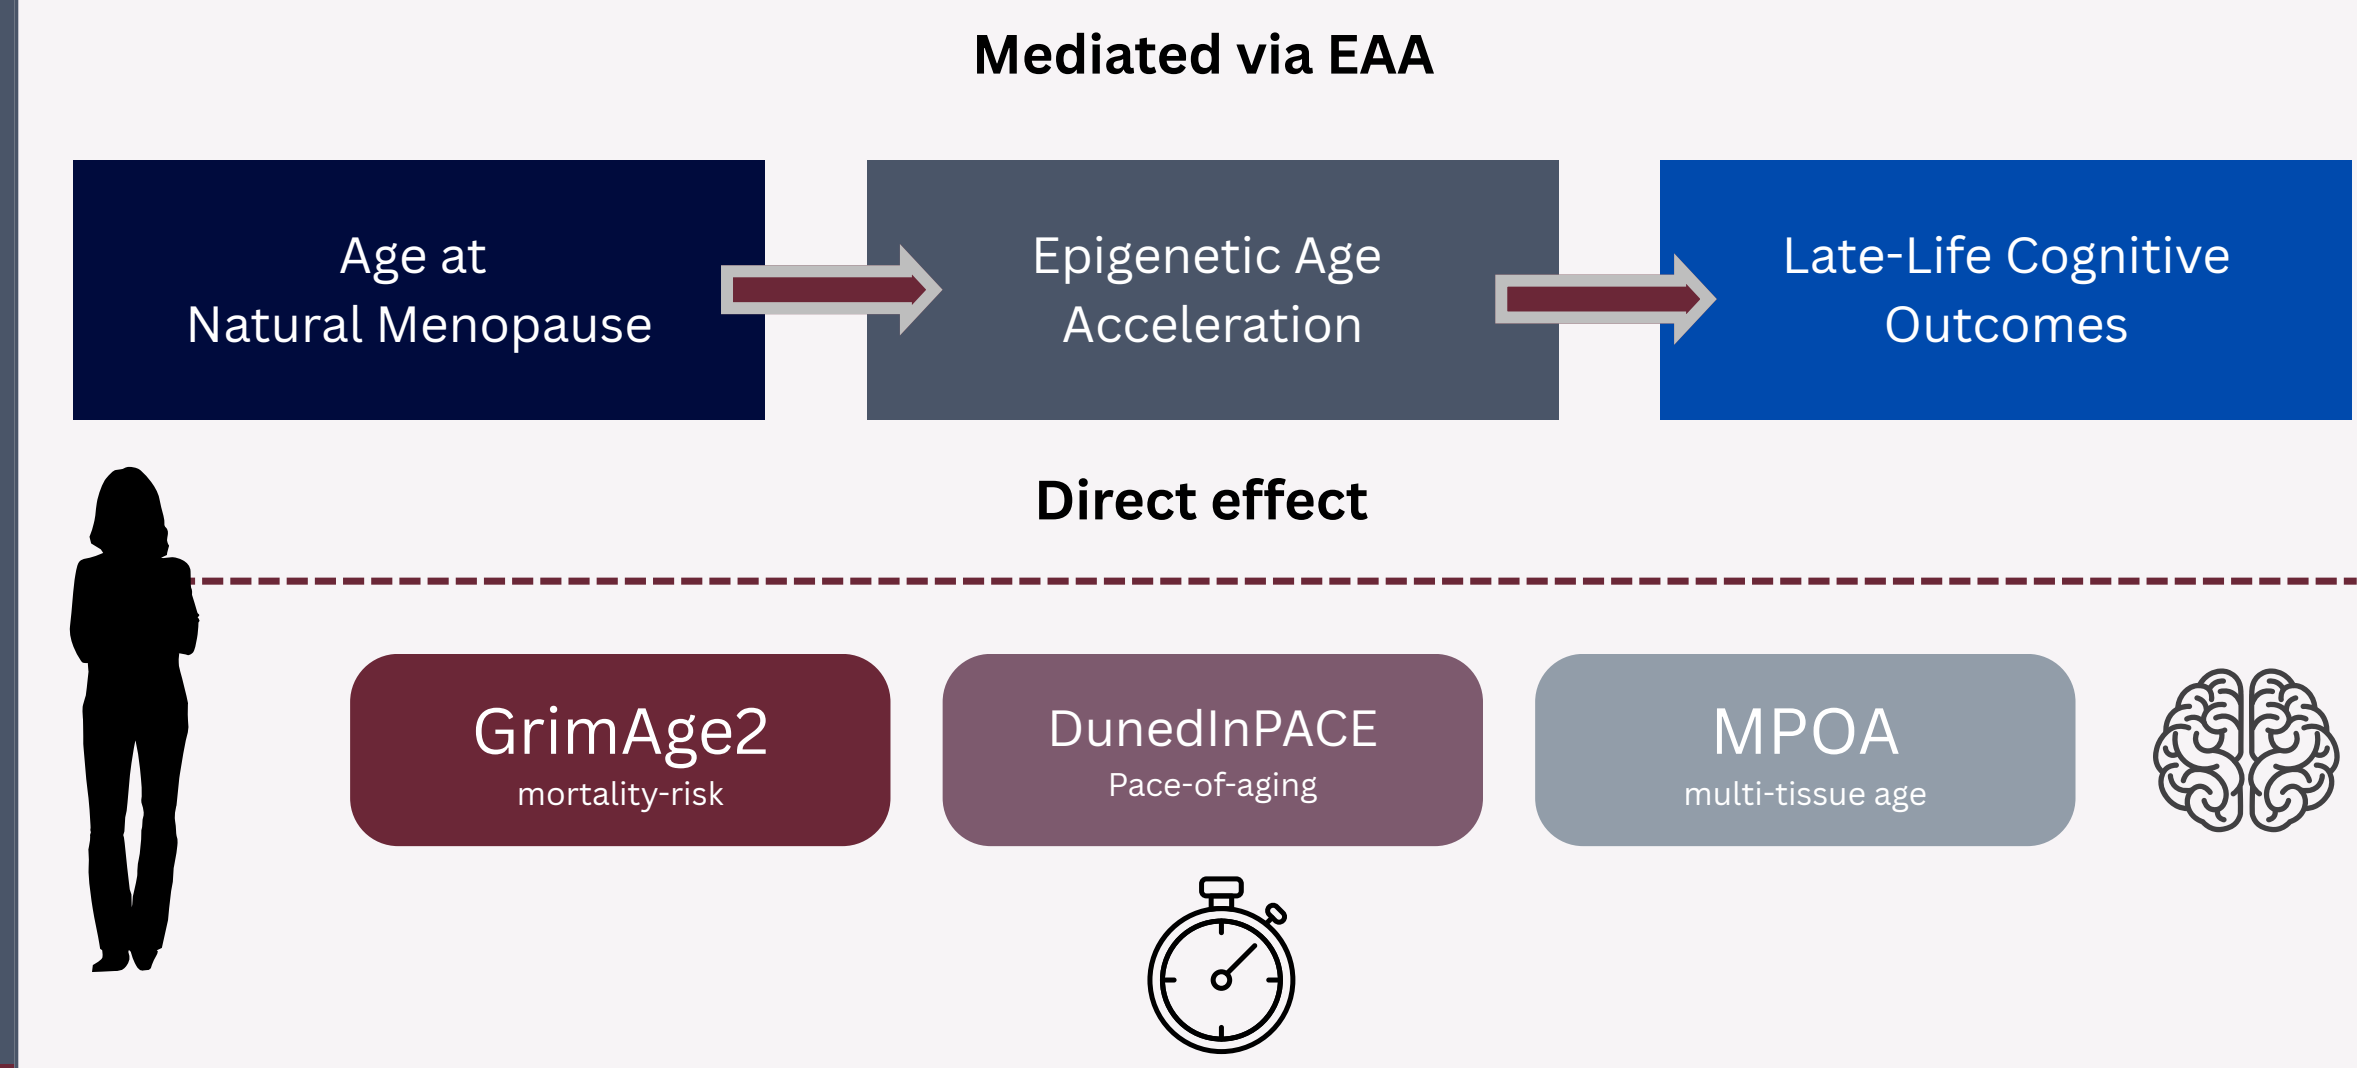 Mediated via EAA
Age at
Natural Menopause
Epigenetic Age
Acceleration
Late-Life Cognitive
Outcomes
Direct effect
GrimAge2
mortality-risk
DunedInPACE
Pace-of-aging
MPOA
multi-tissue age